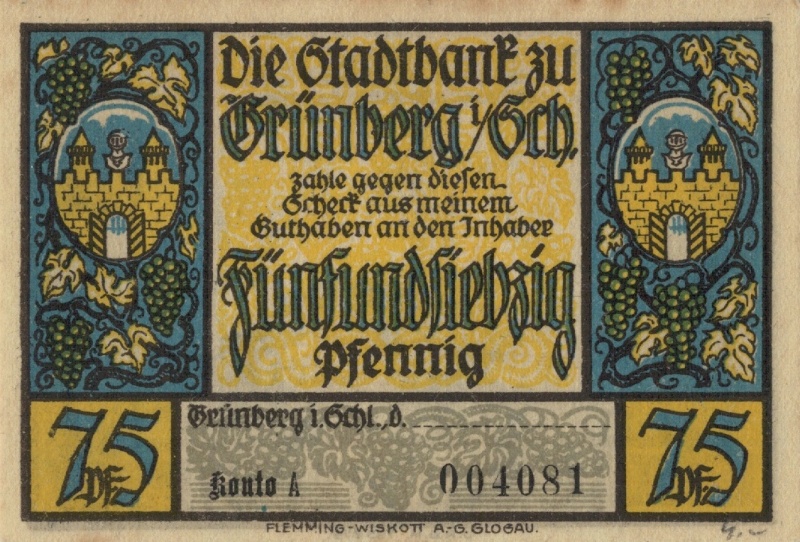 Die Stadtbank zu
Grünberg i/Sch.
zahle gegen diesen
Scheck aus meinem
Guthaben an den Inhaber
Fünfundsiebzig
Pfennig
75 Pf. Grünberg i. Schl., d. 75 Pf.
Konto A 004081
FLEMMING-WISKOTT A.-G. GLOGAU.